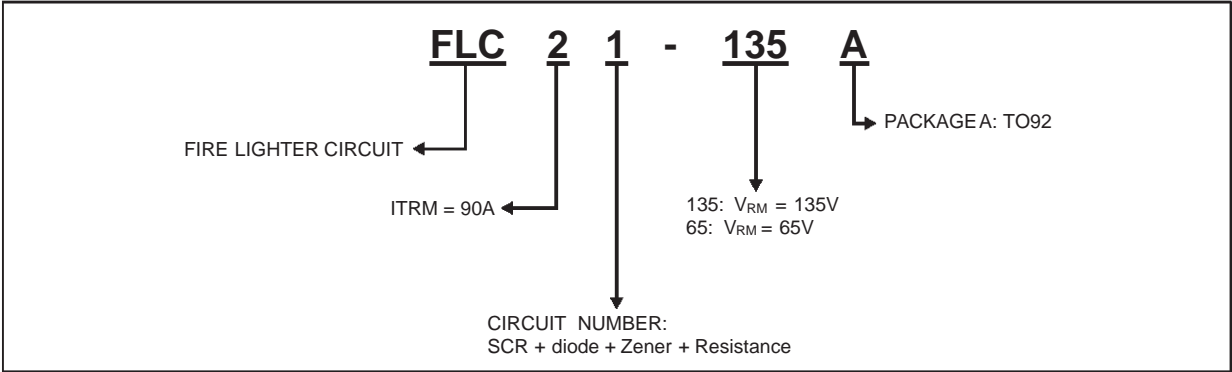 FLC 2 1 - 135 A
PACKAGE A: TO92
FIRE LIGHTER CIRCUIT
ITRM = 90A
135: VRM = 135V
65: VRM = 65V
CIRCUIT NUMBER:
SCR + diode + Zener + Resistance